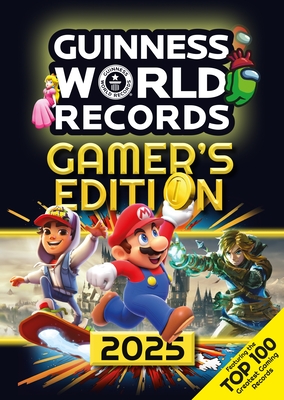 GUINNESS
WORLD
RECORDS
GUINNESS
WORLD RECORDS
GAMER'S
EDITION
2025
Featuring the
TOP 100
Greatest Gaming
Records